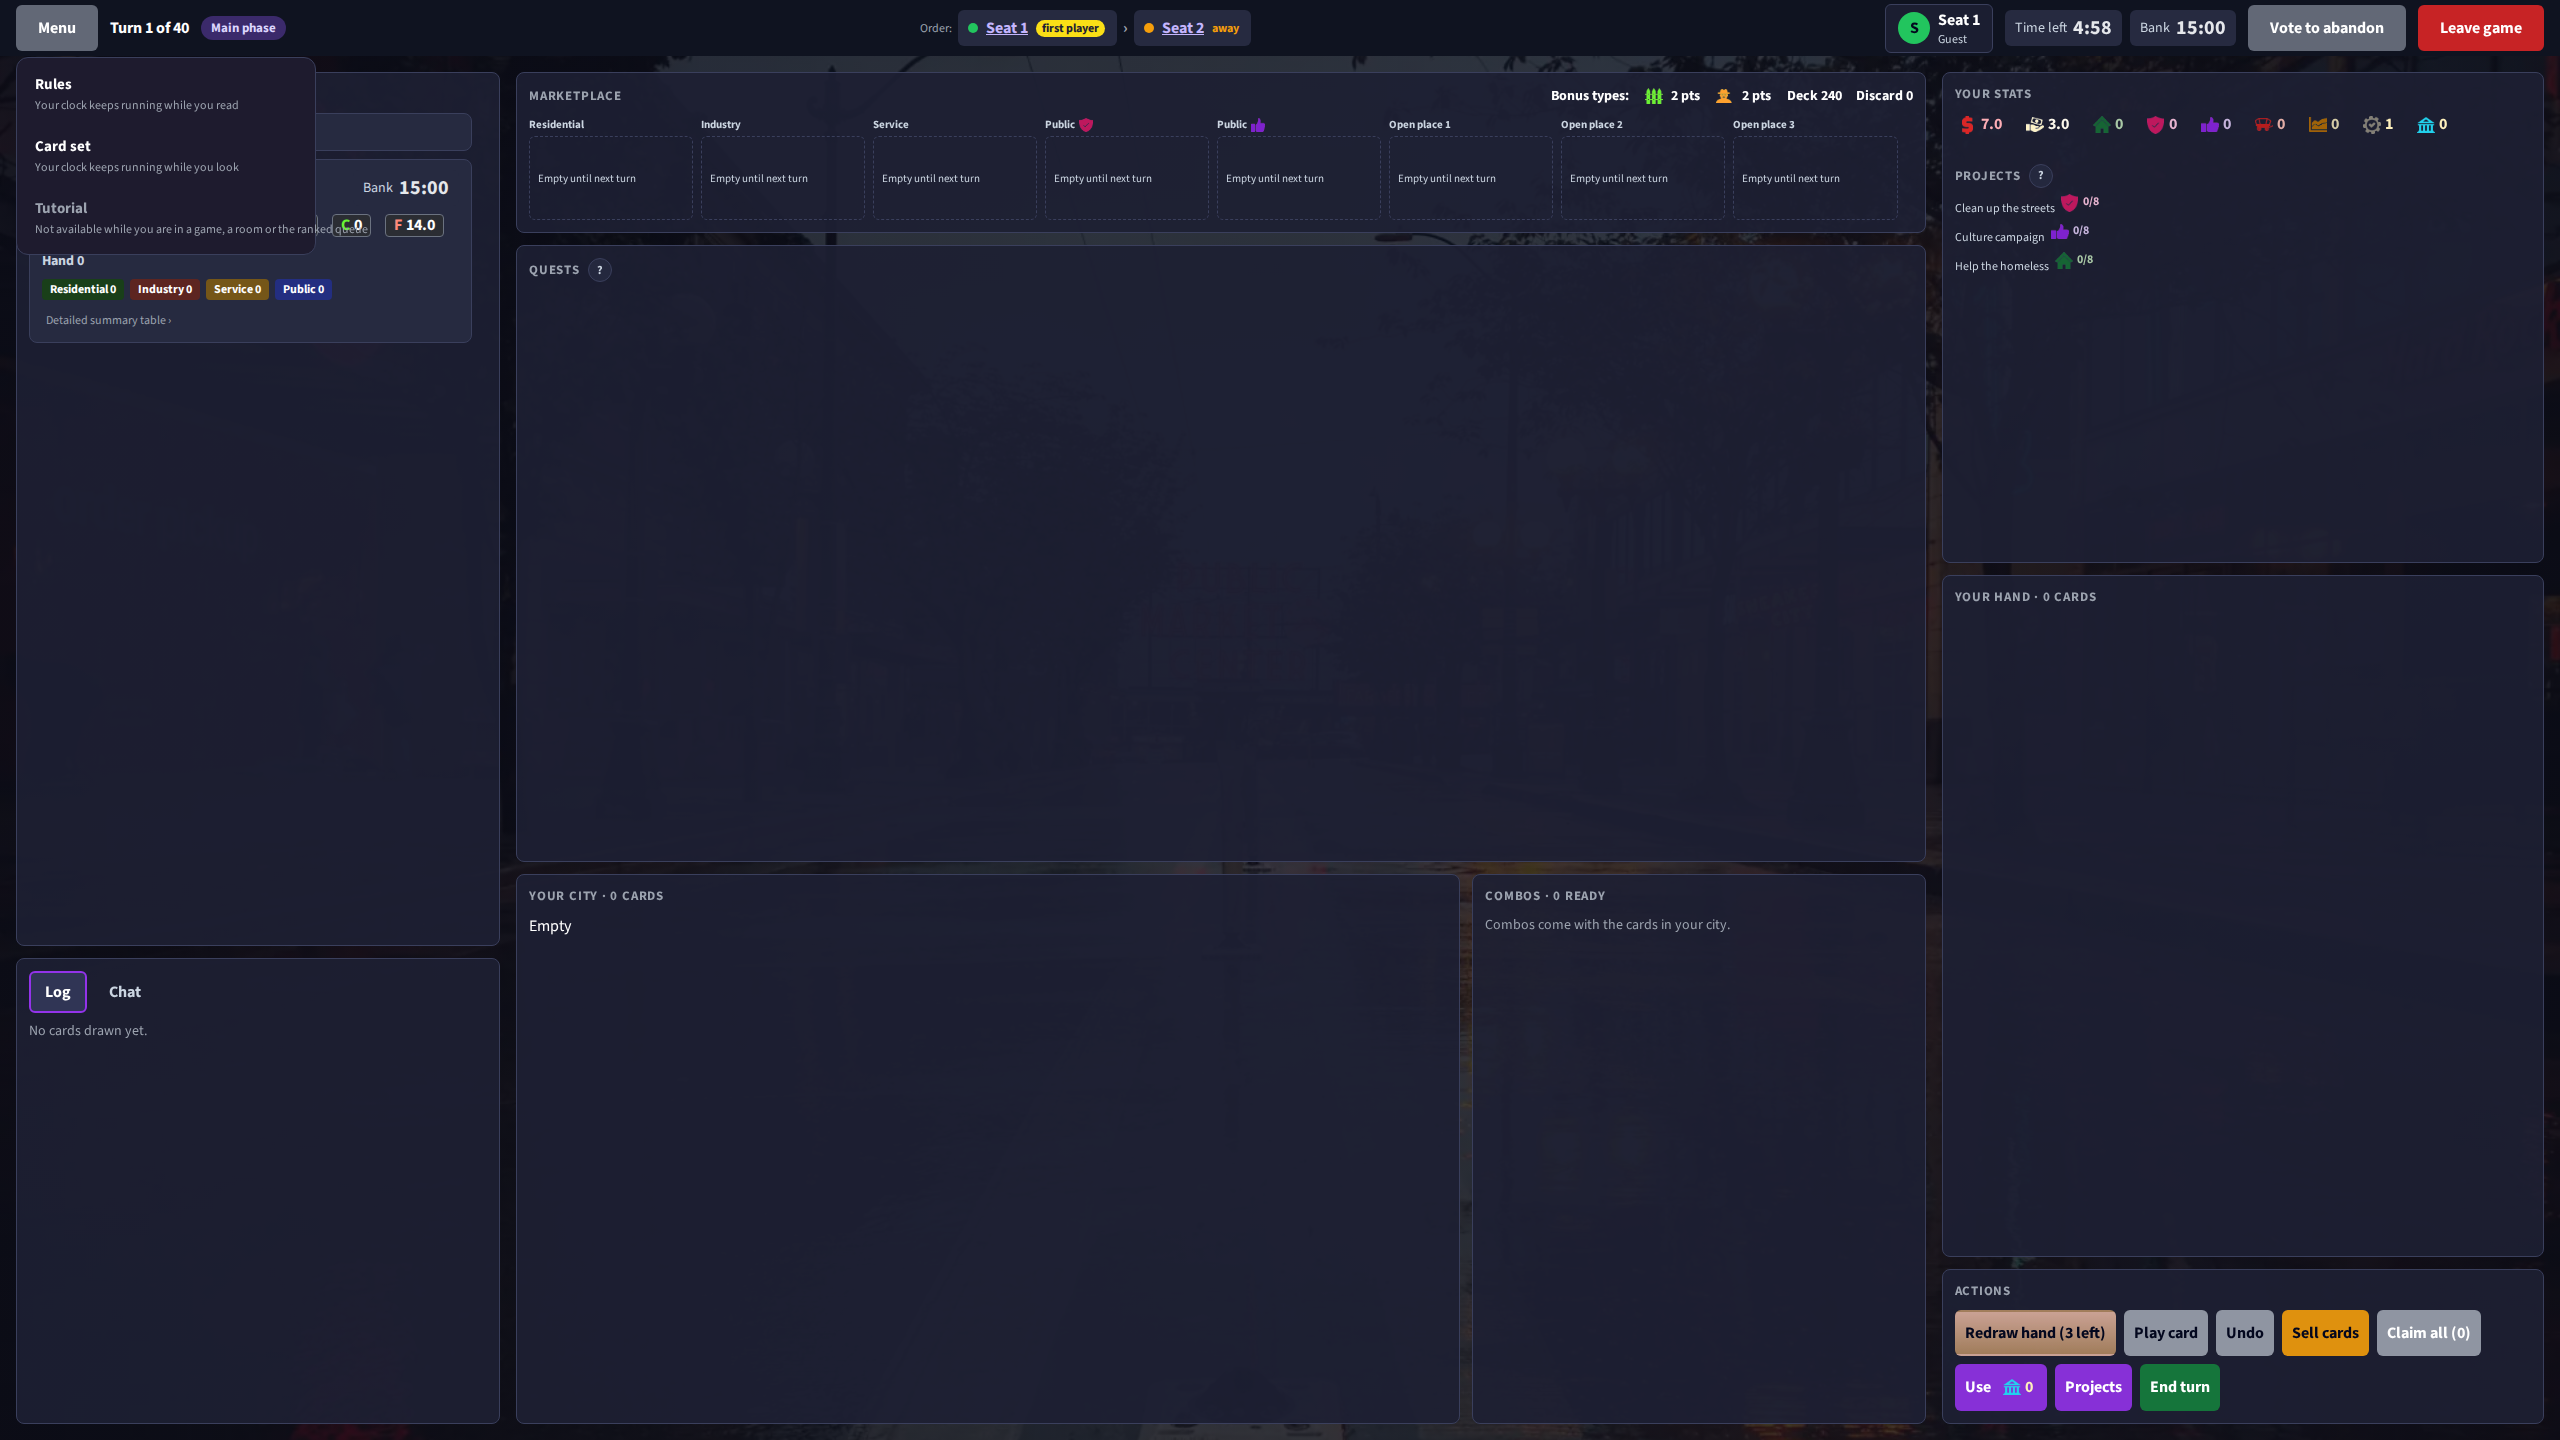 Menu Turn 1 of 40 Main phase Order: Seat 1 first player › Seat 2 away S Seat 1 Guest Time left 4:58 Bank 15:00 Vote to abandon Leave game
Rules
Your clock keeps running while you read
Card set
Your clock keeps running while you look
Tutorial
Not available while you are in a game, a room or the ranked queue
Bank 15:00
C 0 F 14.0
Hand 0
Residential 0 Industry 0 Service 0 Public 0
Detailed summary table ›
Log Chat
No cards drawn yet.
MARKETPLACE Bonus types: 2 pts 2 pts Deck 240 Discard 0
Residential Industry Service Public Public Open place 1 Open place 2 Open place 3
Empty until next turn Empty until next turn Empty until next turn Empty until next turn Empty until next turn Empty until next turn Empty until next turn Empty until next turn
QUESTS ?
YOUR CITY · 0 CARDS
Empty
COMBOS · 0 READY
Combos come with the cards in your city.
YOUR STATS
$ 7.0 3.0 0 0 0 0 0 1 0
PROJECTS ?
Clean up the streets 0/8
Culture campaign 0/8
Help the homeless 0/8
YOUR HAND · 0 CARDS
ACTIONS
Redraw hand (3 left) Play card Undo Sell cards Claim all (0)
Use 0 Projects End turn